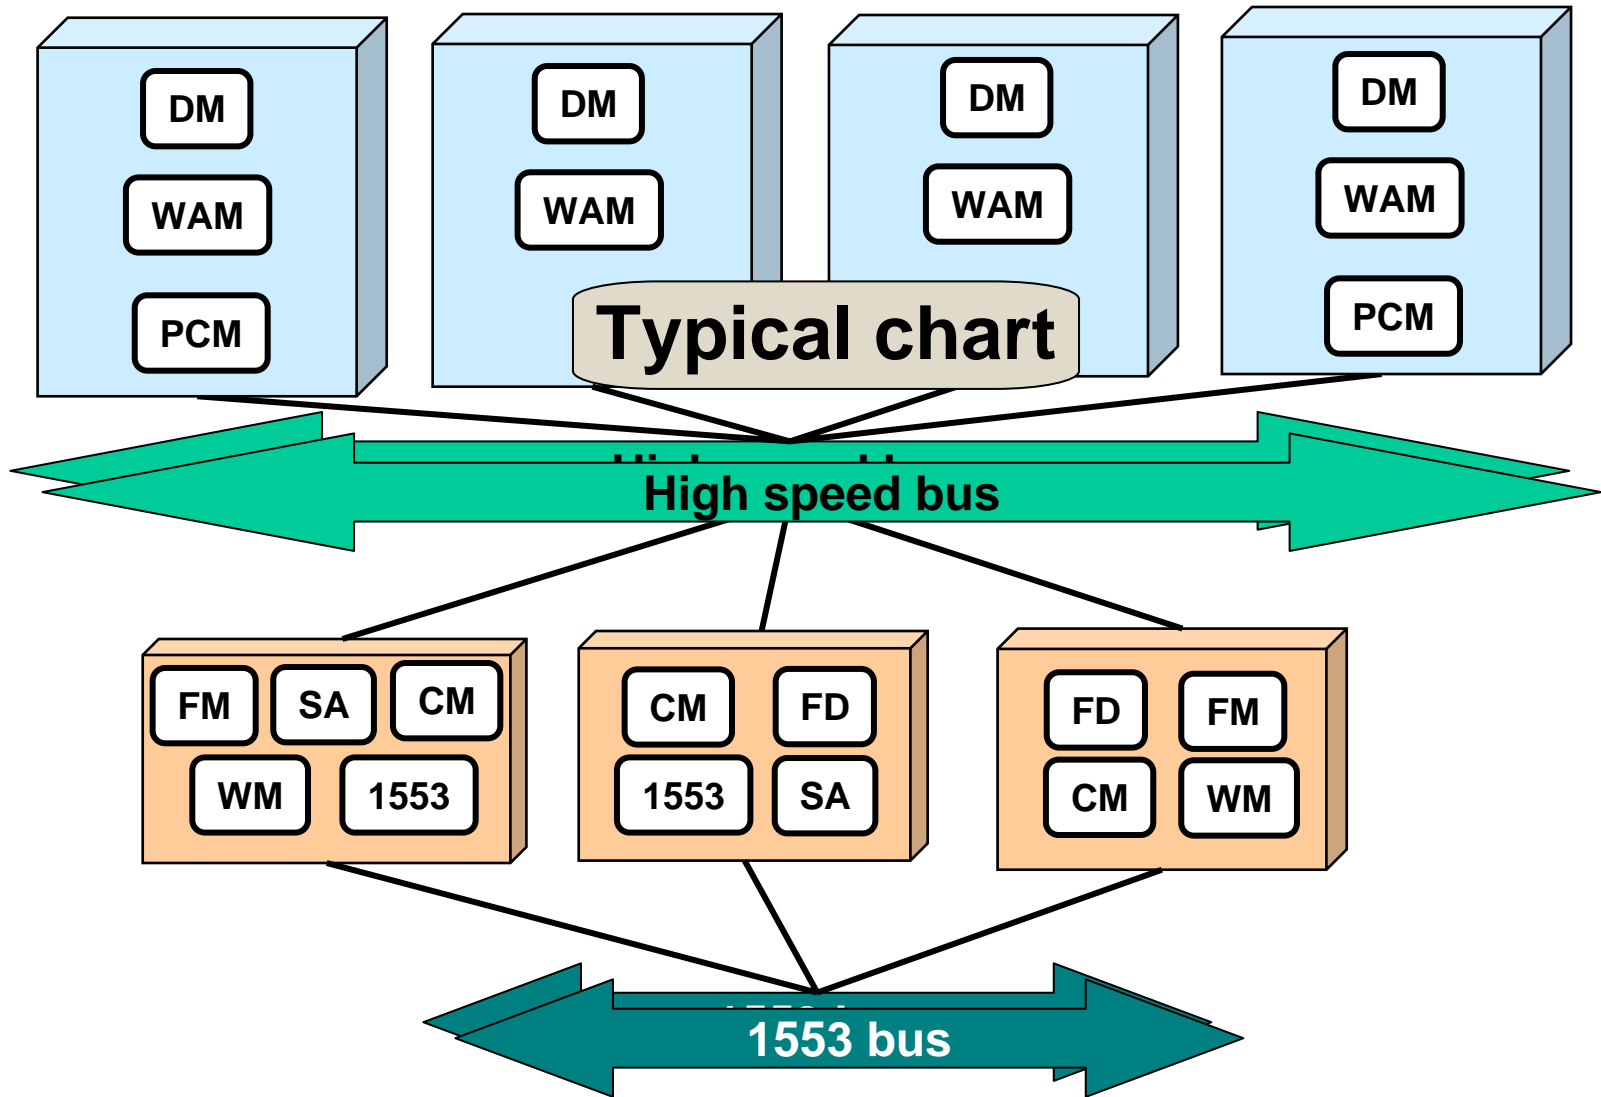 DM
WAM
PCM
DM
WAM
DM
WAM
DM
WAM
PCM
Typical chart
High speed bus
FM SA CM
WM 1553
CM FD
1553 SA
FD FM
CM WM
1553 bus